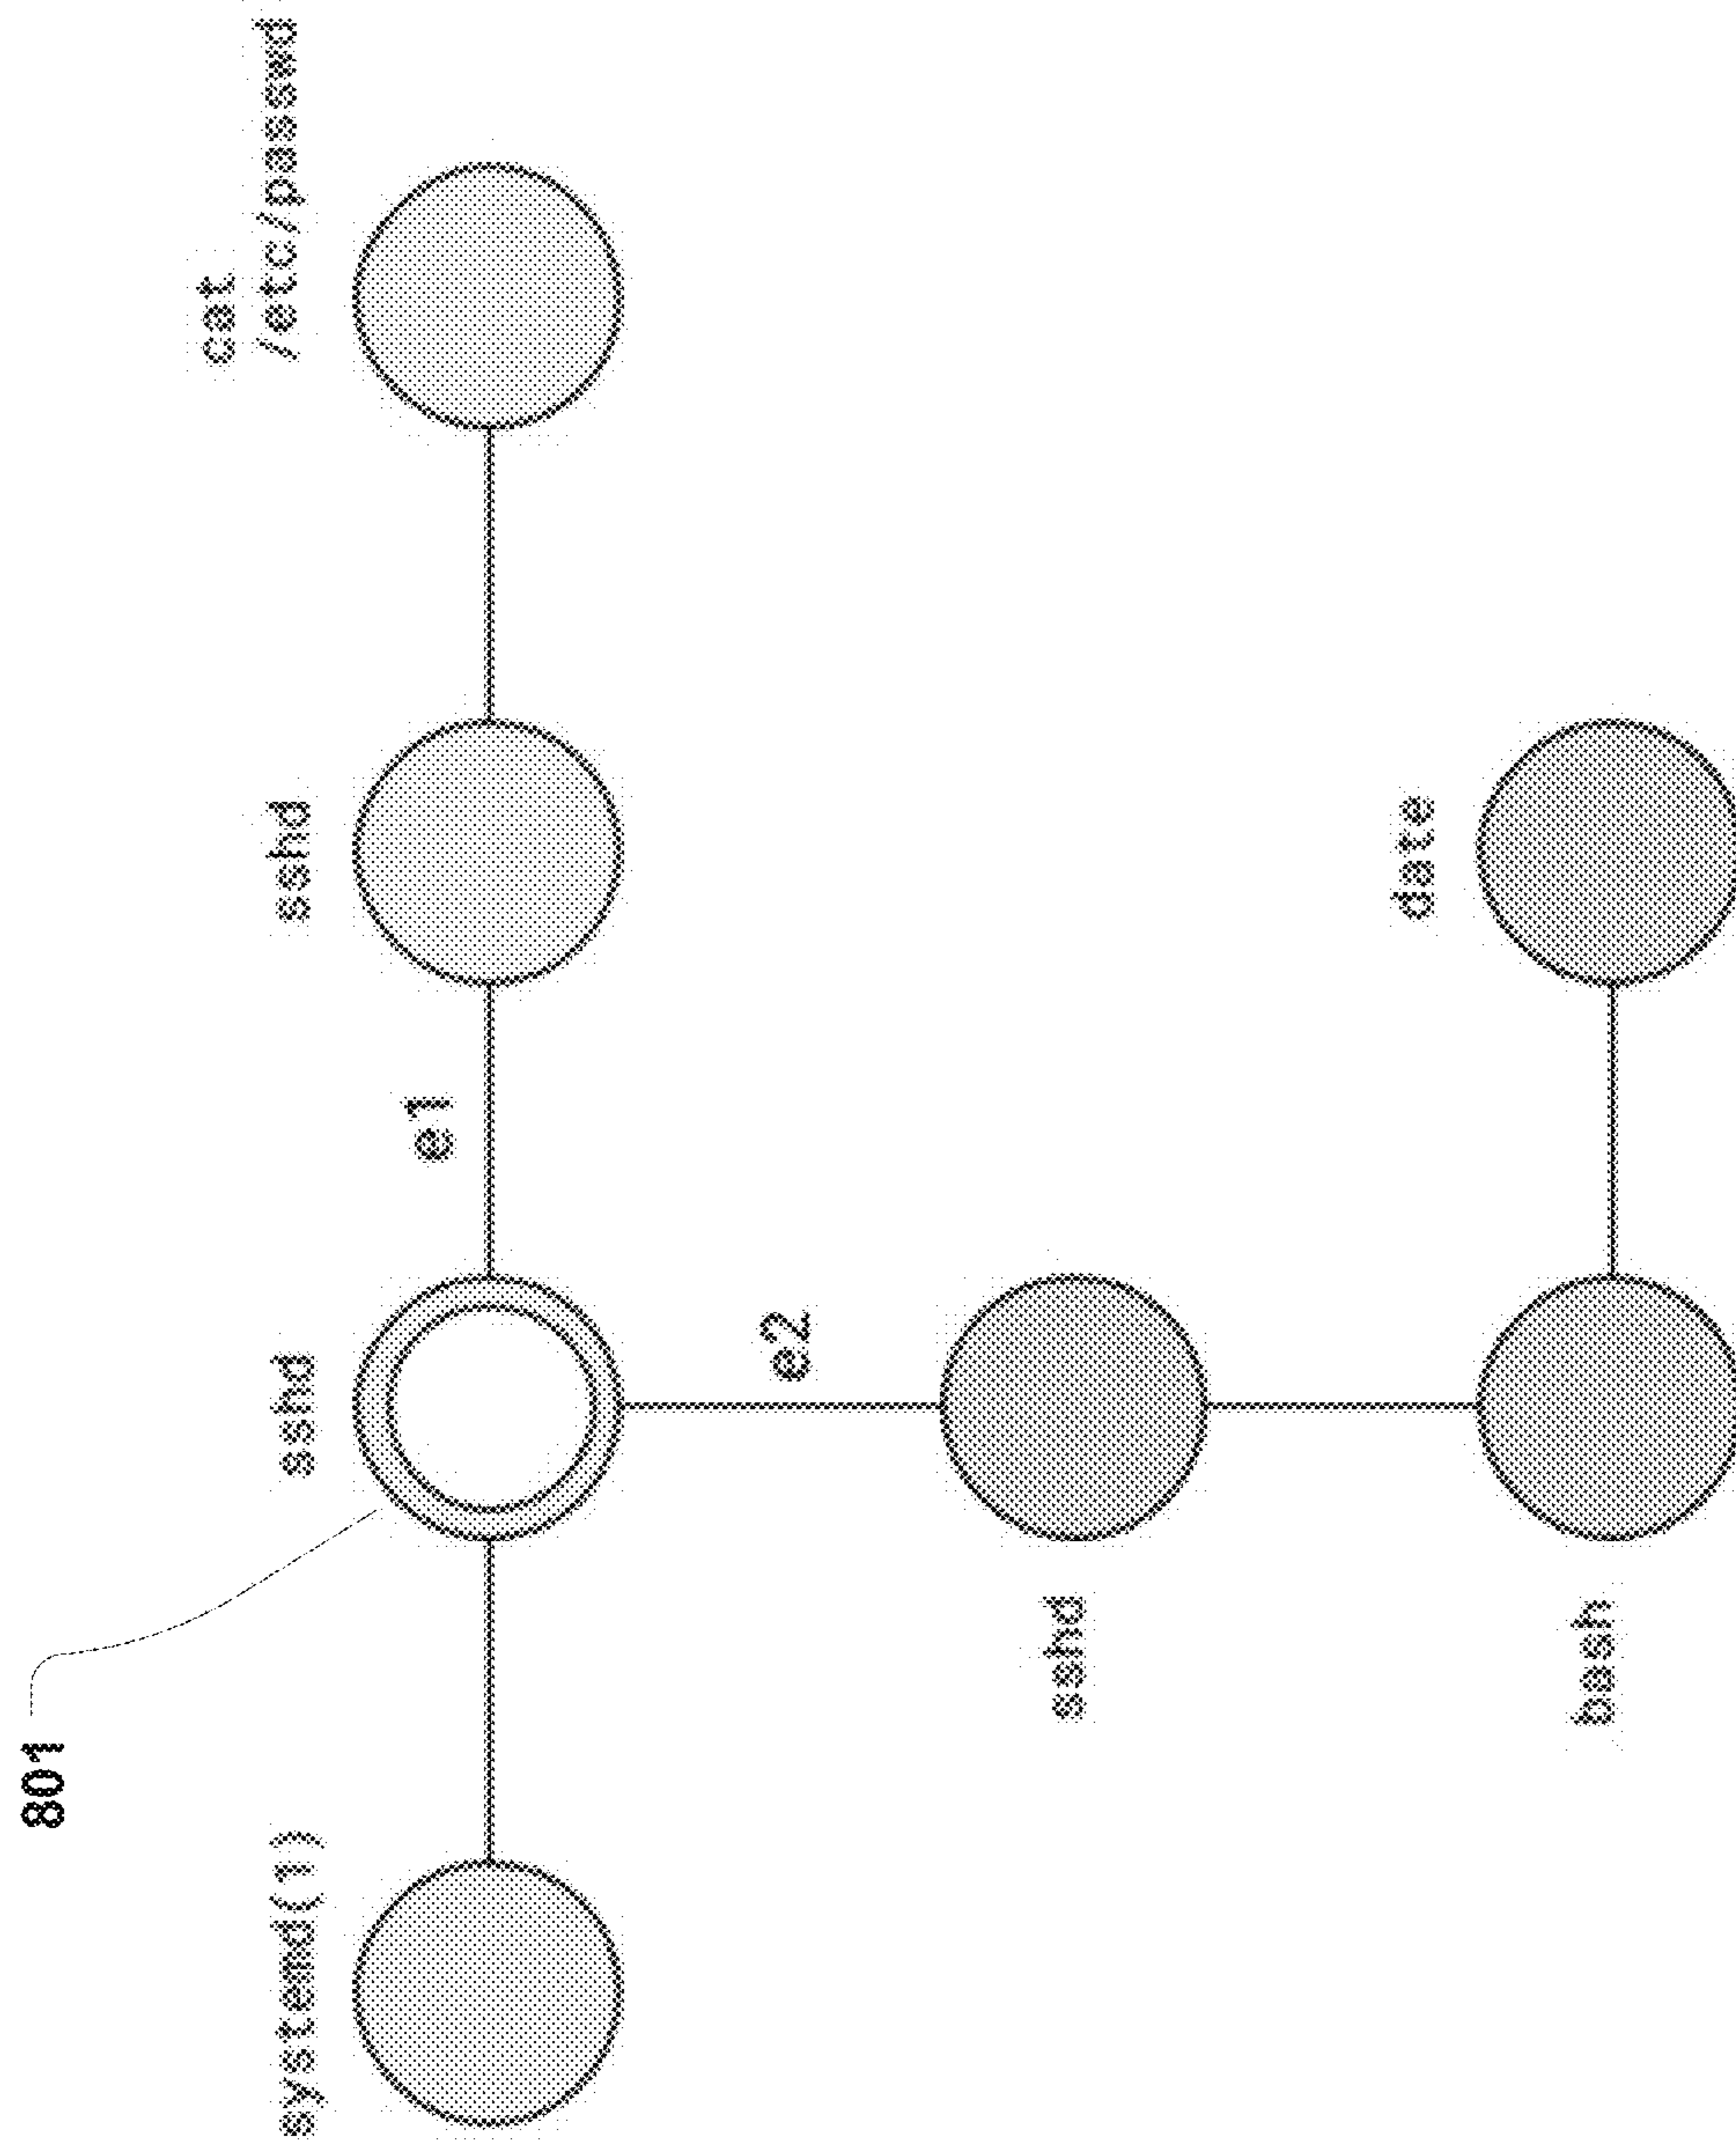 801
systemd(1)
sshd
e1
sshd
cat
/etc/passwd
e2
sshd
bash
date